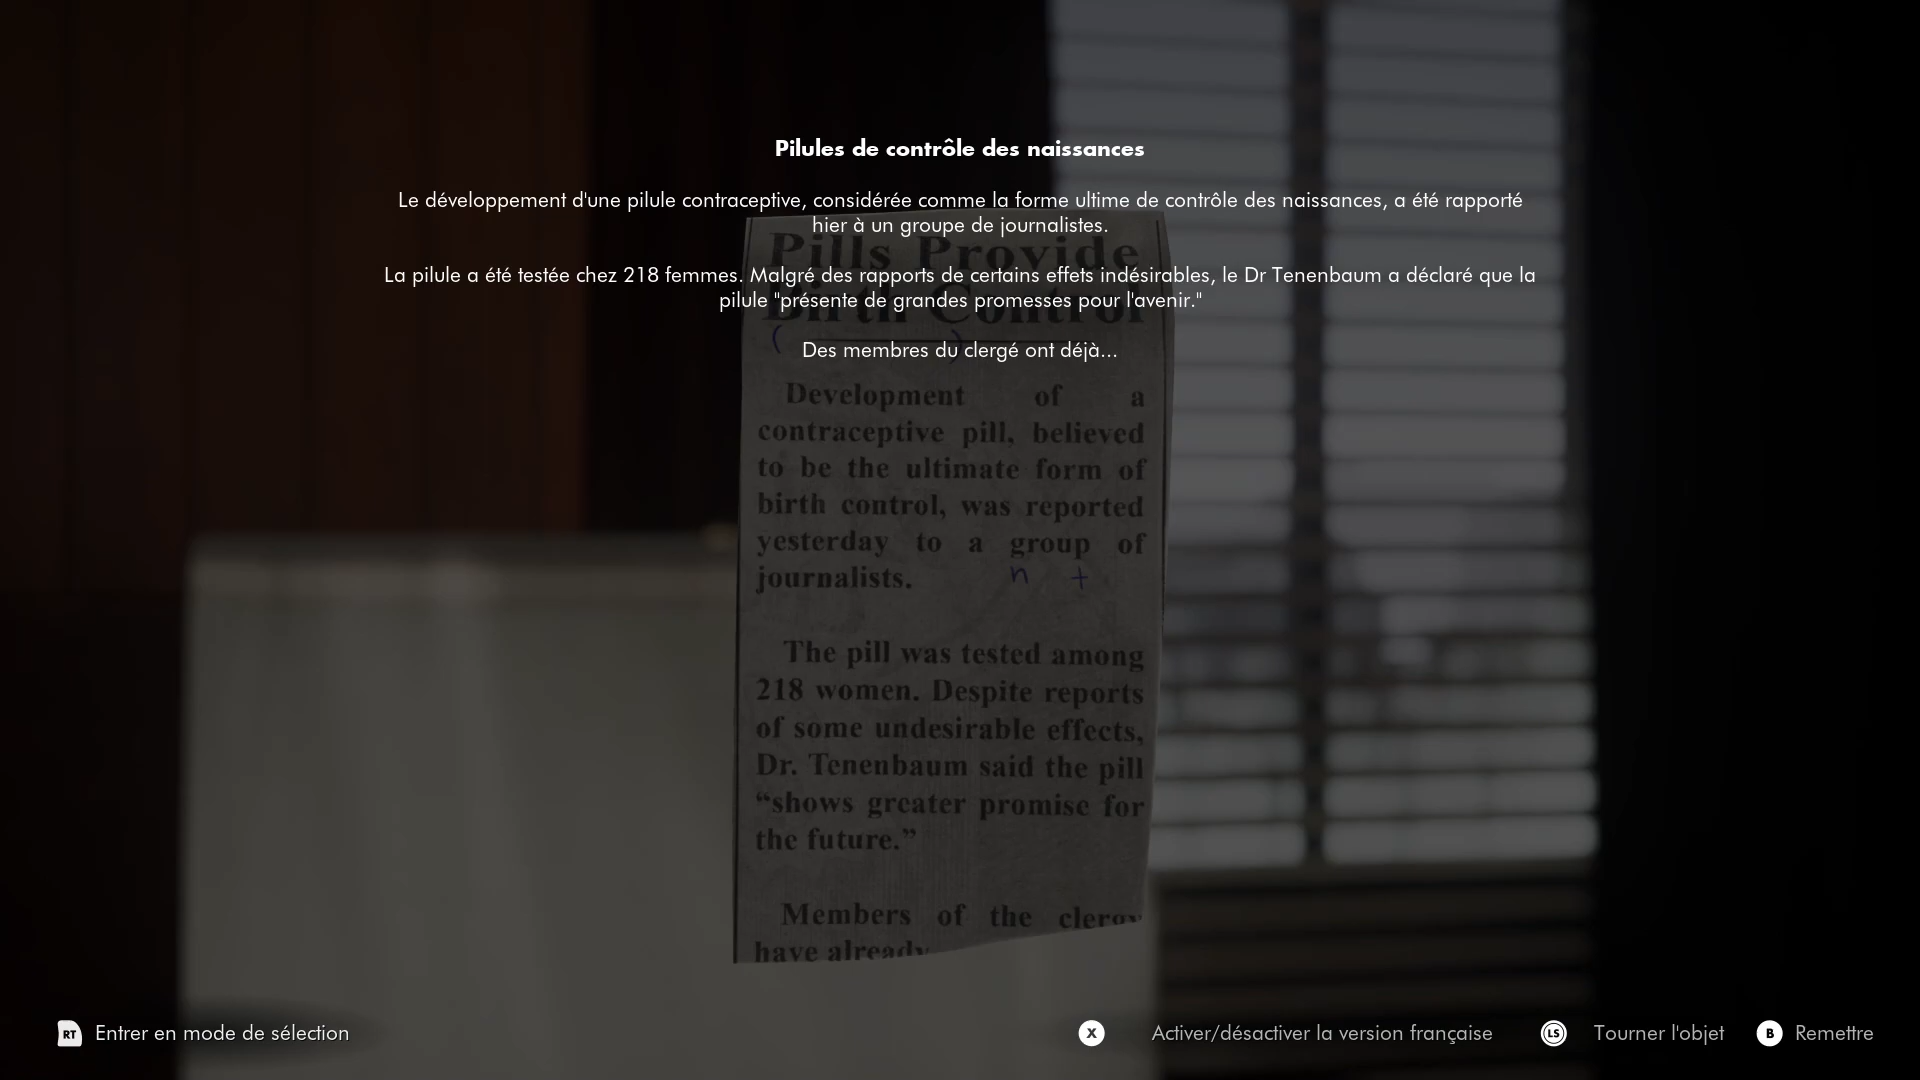 Pilules de contrôle des naissances
Le développement d'une pilule contraceptive, considérée comme la forme ultime de contrôle des naissances, a été rapporté
hier à un groupe de journalistes.
La pilule a été testée chez 218 femmes. Malgré des rapports de certains effets indésirables, le Dr Tenenbaum a déclaré que la
pilule "présente de grandes promesses pour l'avenir."
Des membres du clergé ont déjà...
Pills Provide
Birth Control
( )
Development of a
contraceptive pill, believed
to be the ultimate form of
birth control, was reported
yesterday to a group of
journalists.
n +
The pill was tested among
218 women. Despite reports
of some undesirable effects,
Dr. Tenenbaum said the pill
“shows greater promise for
the future.”
Members of the clergy
have already
RT Entrer en mode de sélection
X Activer/désactiver la version française
LS Tourner l'objet
B Remettre